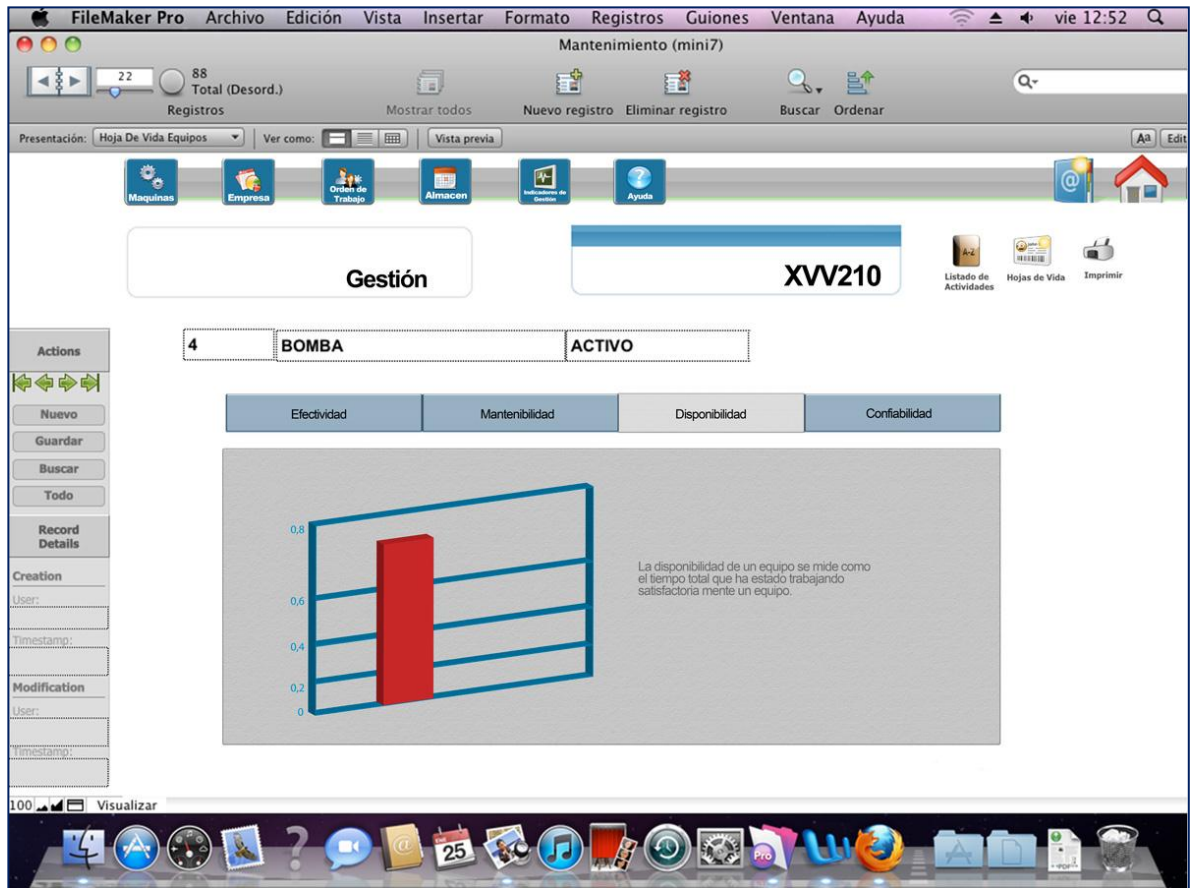 FileMaker Pro Archivo Edición Vista Insertar Formato Registros Guiones Ventana Ayuda vie 12:52
Mantenimiento (mini7)
22
88
Total (Desord.)
Registros
Mostrar todos
Nuevo registro
Eliminar registro
Buscar
Ordenar
Presentación: Hoja De Vida Equipos
Ver como:
Vista previa
Aa
Edit
Maquinas
Empresa
Orden de
Trabajo
Almacen
Indicadores de
Gestión
Ayuda
Gestión
XVV210
A-Z
Listado de
Actividades
Hojas de Vida
Imprimir
4
BOMBA
ACTIVO
Actions
Nuevo
Guardar
Buscar
Todo
Record
Details
Creation
User:
Timestamp:
Modification
User:
Timestamp:
Efectividad
Mantenibilidad
Disponibilidad
Confiabilidad
0,8
0,6
0,4
0,2
0
La disponibilidad de un equipo se mide como
el tiempo total que ha estado trabajando
satisfactoria mente un equipo.
100
Visualizar
25
Pro